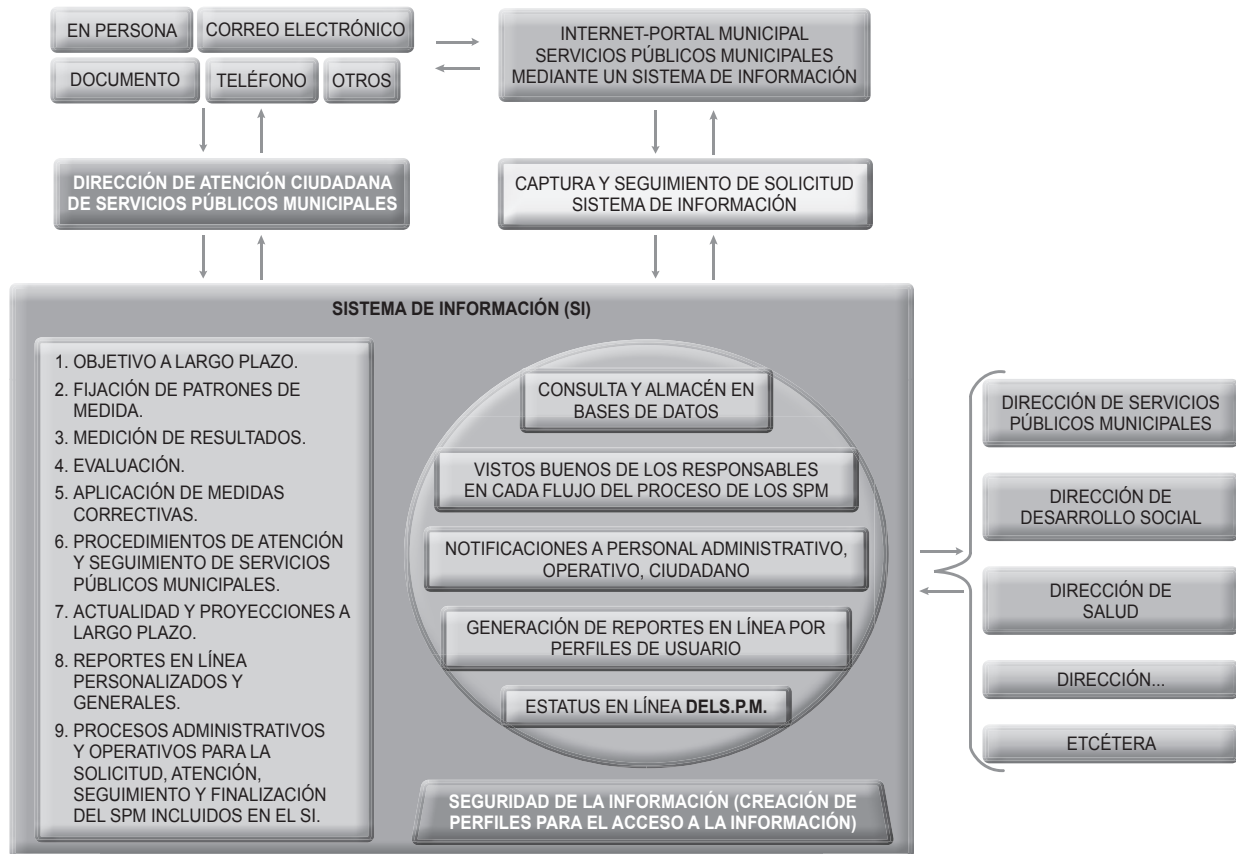 EN PERSONA
CORREO ELECTRÓNICO
DOCUMENTO
TELÉFONO
OTROS
INTERNET-PORTAL MUNICIPAL
SERVICIOS PÚBLICOS MUNICIPALES
MEDIANTE UN SISTEMA DE INFORMACIÓN
DIRECCIÓN DE ATENCIÓN CIUDADANA
DE SERVICIOS PÚBLICOS MUNICIPALES
CAPTURA Y SEGUIMIENTO DE SOLICITUD
SISTEMA DE INFORMACIÓN
SISTEMA DE INFORMACIÓN (SI)
1. OBJETIVO A LARGO PLAZO.
2. FIJACIÓN DE PATRONES DE
MEDIDA.
3. MEDICIÓN DE RESULTADOS.
4. EVALUACIÓN.
5. APLICACIÓN DE MEDIDAS
CORRECTIVAS.
6. PROCEDIMIENTOS DE ATENCIÓN
Y SEGUIMIENTO DE SERVICIOS
PÚBLICOS MUNICIPALES.
7. ACTUALIDAD Y PROYECCIONES A
LARGO PLAZO.
8. REPORTES EN LÍNEA
PERSONALIZADOS Y
GENERALES.
9. PROCESOS ADMINISTRATIVOS
Y OPERATIVOS PARA LA
SOLICITUD, ATENCIÓN,
SEGUIMIENTO Y FINALIZACIÓN
DEL SPM INCLUIDOS EN EL SI.
CONSULTA Y ALMACÉN EN
BASES DE DATOS
VISTOS BUENOS DE LOS RESPONSABLES
EN CADA FLUJO DEL PROCESO DE LOS SPM
NOTIFICACIONES A PERSONAL ADMINISTRATIVO,
OPERATIVO, CIUDADANO
GENERACIÓN DE REPORTES EN LÍNEA POR
PERFILES DE USUARIO
ESTATUS EN LÍNEA DELS.P.M.
SEGURIDAD DE LA INFORMACIÓN (CREACIÓN DE
PERFILES PARA EL ACCESO A LA INFORMACIÓN)
DIRECCIÓN DE SERVICIOS
PÚBLICOS MUNICIPALES
DIRECCIÓN DE
DESARROLLO SOCIAL
DIRECCIÓN DE
SALUD
DIRECCIÓN...
ETCÉTERA